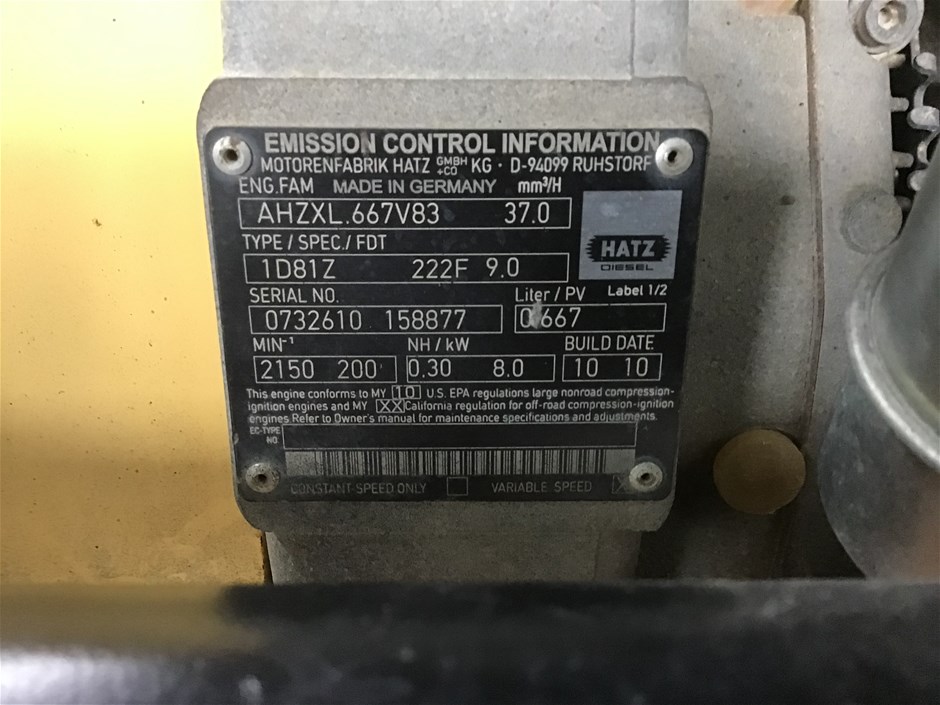 EMISSION CONTROL INFORMATION
MOTORENFABRIK HATZ GMBH +CO KG · D-94099 RUHSTORF
ENG.FAM MADE IN GERMANY mm³/H
AHZXL.667V83 37.0
HATZ
DIESEL
TYPE / SPEC./ FDT
1D81Z 222F 9.0
SERIAL NO. Liter / PV Label 1/2
0732610 158877 0.667
MIN⁻¹ NH / kW BUILD DATE
2150 200 0.30 8.0 10 10
This engine conforms to MY 10 U.S. EPA regulations large nonroad compression-
ignition engines and MY XX California regulation for off-road compression-ignition
engines. Refer to Owner's manual for maintenance specifications and adjustments.
EC-TYPE
NO
CONSTANT SPEED ONLY VARIABLE SPEED X